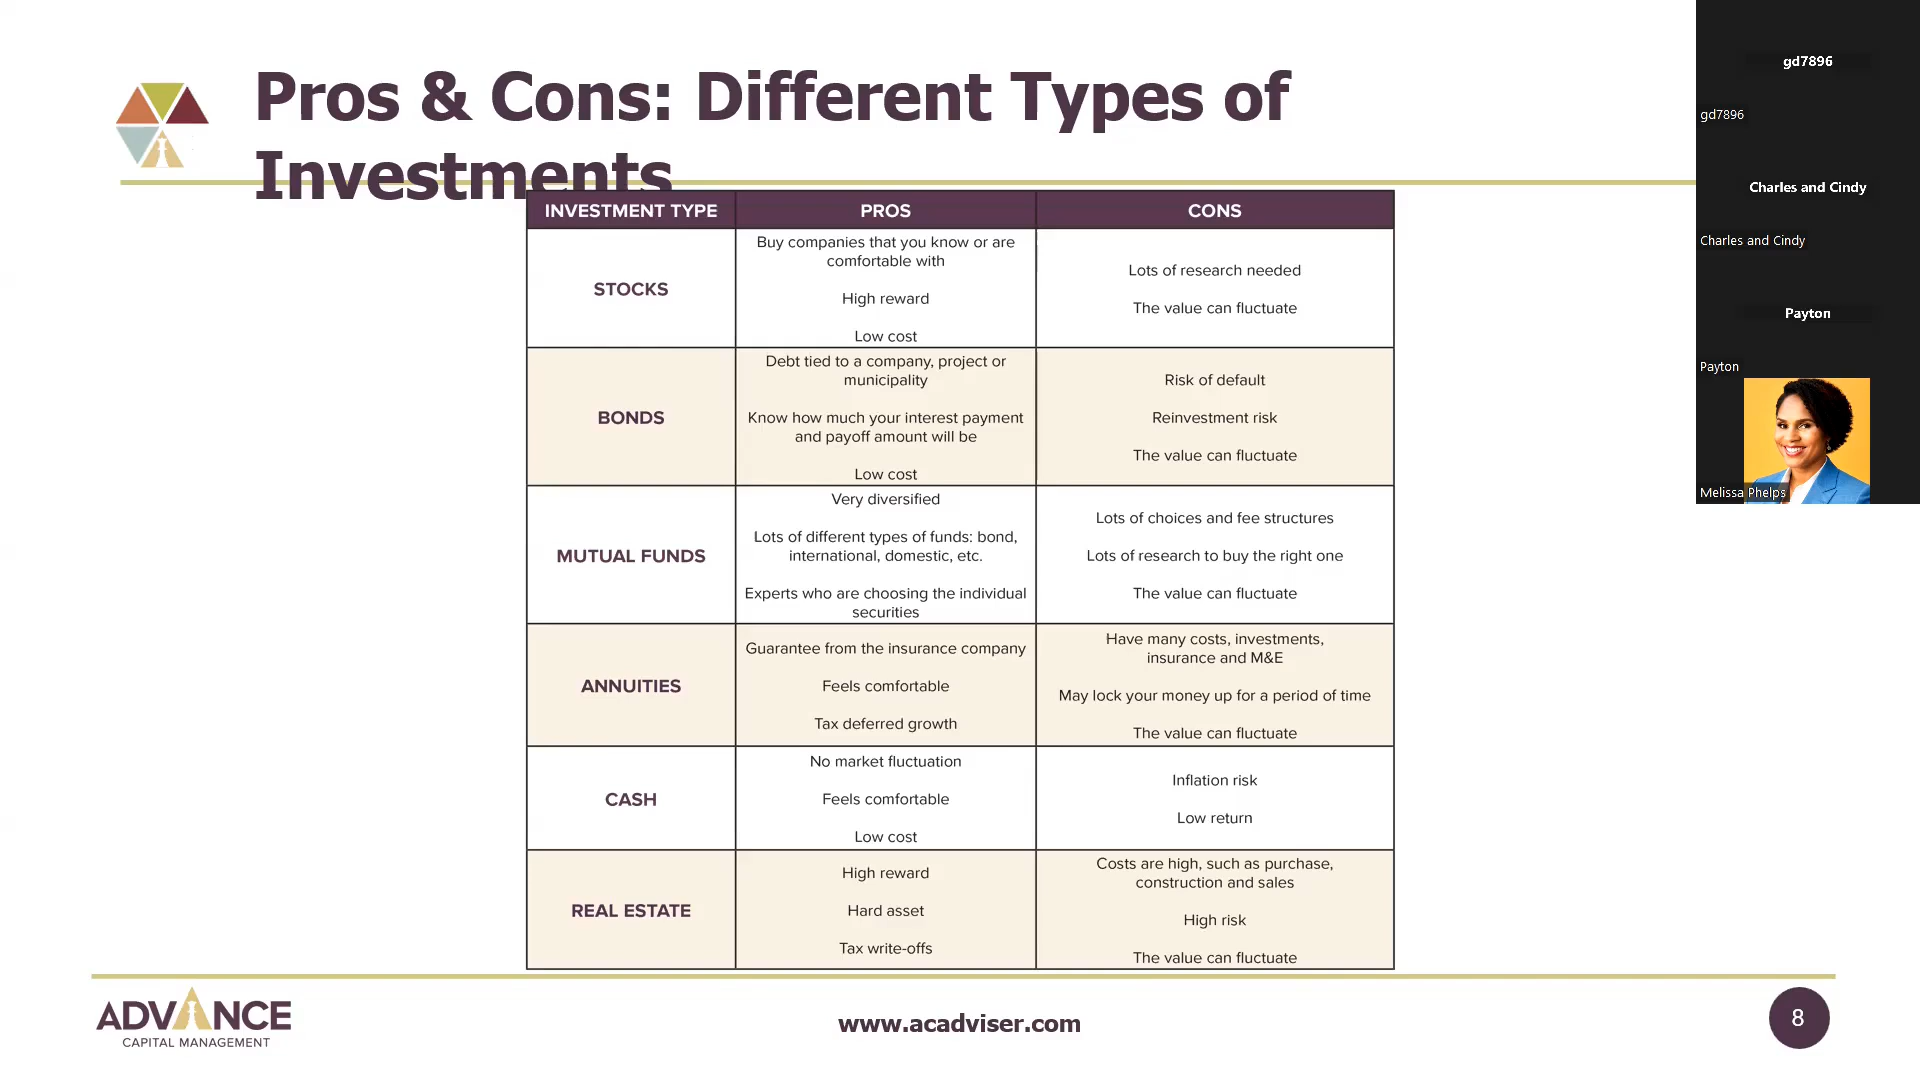 Pros & Cons: Different Types of
Investments
INVESTMENT TYPE
PROS
CONS
STOCKS
Buy companies that you know or are
comfortable with
High reward
Low cost
Lots of research needed
The value can fluctuate
BONDS
Debt tied to a company, project or
municipality
Know how much your interest payment
and payoff amount will be
Low cost
Risk of default
Reinvestment risk
The value can fluctuate
MUTUAL FUNDS
Very diversified
Lots of different types of funds: bond,
international, domestic, etc.
Experts who are choosing the individual
securities
Lots of choices and fee structures
Lots of research to buy the right one
The value can fluctuate
ANNUITIES
Guarantee from the insurance company
Feels comfortable
Tax deferred growth
Have many costs, investments,
insurance and M&E
May lock your money up for a period of time
The value can fluctuate
CASH
No market fluctuation
Feels comfortable
Low cost
Inflation risk
Low return
REAL ESTATE
High reward
Hard asset
Tax write-offs
Costs are high, such as purchase,
construction and sales
High risk
The value can fluctuate
ADVANCE
CAPITAL MANAGEMENT
www.acadviser.com
8
gd7896
gd7896
Charles and Cindy
Charles and Cindy
Payton
Payton
Melissa Phelps